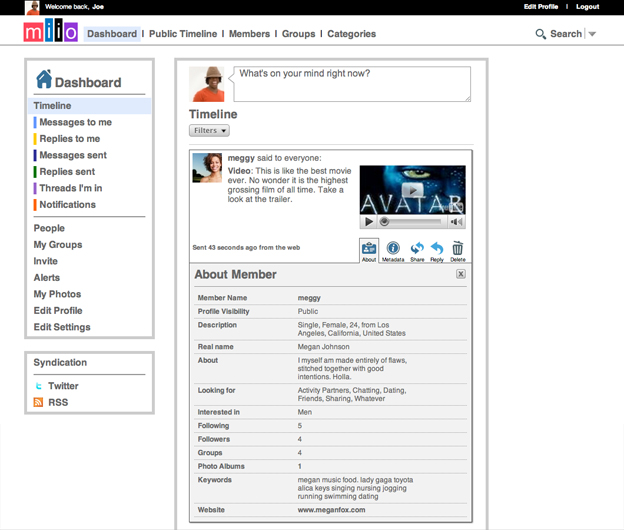 Welcome back, Joe
Edit Profile | Logout
miio
Dashboard | Public Timeline | Members | Groups | Categories
Search
Dashboard
Timeline
Messages to me
Replies to me
Messages sent
Replies sent
Threads I'm in
Notifications
People
My Groups
Invite
Alerts
My Photos
Edit Profile
Edit Settings
Syndication
Twitter
RSS
What's on your mind right now?
Timeline
Filters
meggy said to everyone:
Video: This is like the best movie
ever. No wonder it is the highest
grossing film of all time. Take a
look at the trailer.
AVATAR
Sent 43 seconds ago from the web
About Metadata Share Reply Delete
About Member
Member Name meggy
Profile Visibility Public
Description Single, Female, 24, from Los
Angeles, California, United States
Real name Megan Johnson
About I myself am made entirely of flaws,
stitched together with good
intentions. Holla.
Looking for Activity Partners, Chatting, Dating,
Friends, Sharing, Whatever
Interested in Men
Following 5
Followers 4
Groups 4
Photo Albums 1
Keywords megan music food. lady gaga toyota
alica keys singing nursing jogging
running swimming dating
Website www.meganfox.com